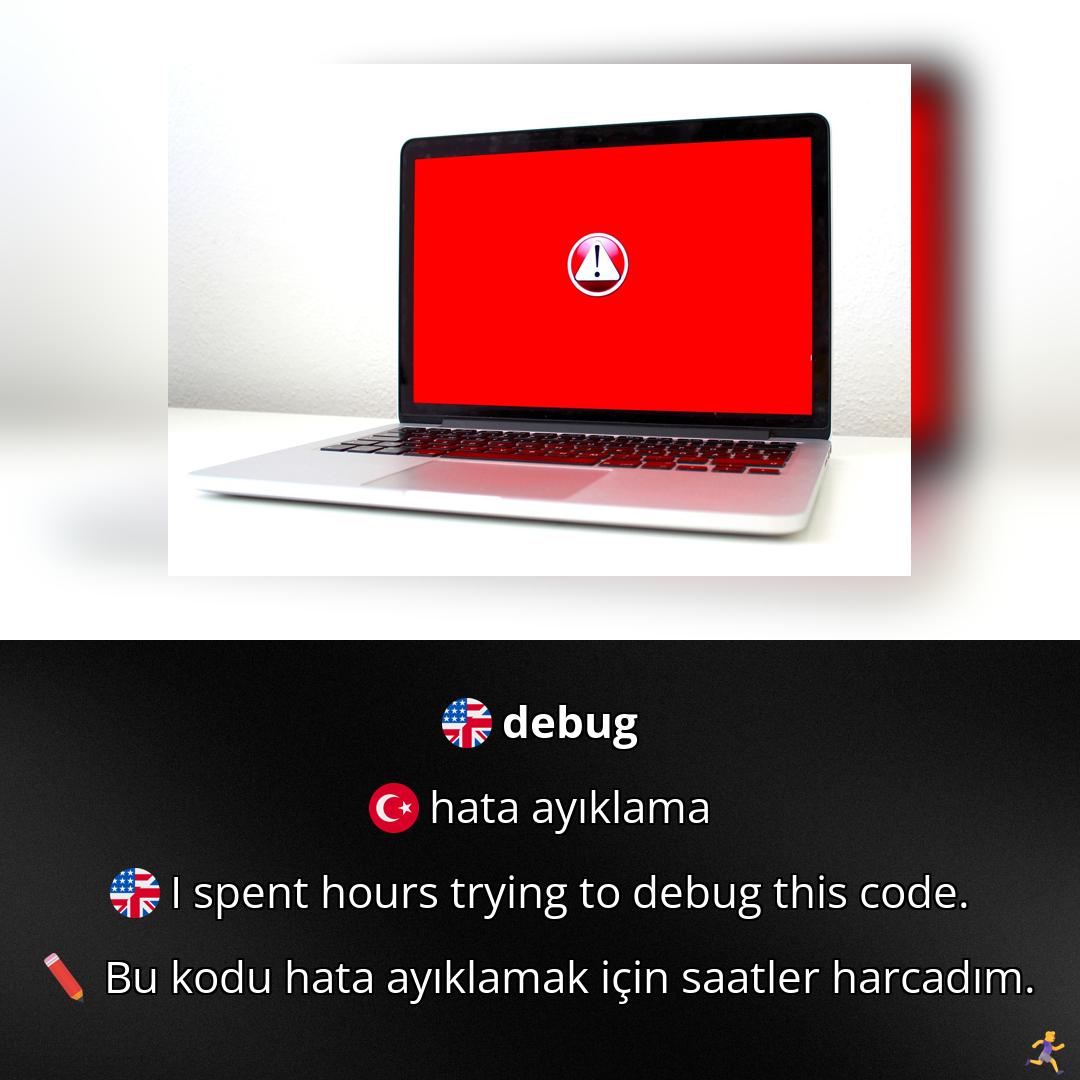 debug
hata ayıklama
I spent hours trying to debug this code.
Bu kodu hata ayıklamak için saatler harcadım.